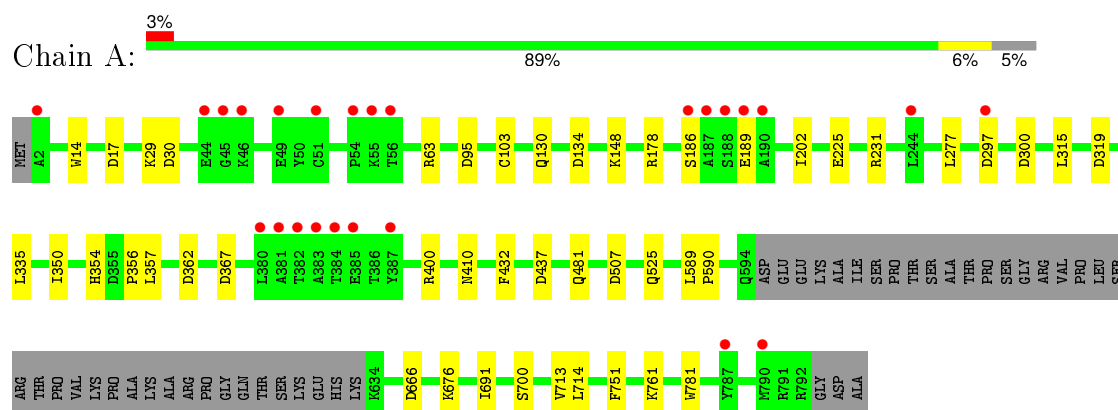 3%
Chain A:
89% 6% 5%
MET A2 W14 D17 K29 D30 E44 G45 K46 E49 Y50 C51 P54 K55 T56 R63 D95 C103 Q130 D134 K148 R178 S186 A187 S188 E189 A190 I202 E225 R231 L244 L277 D297 D300 L315 D319
L335 I350 H354 D355 P356 L357 D362 D367 L380 A381 T382 A383 T384 E385 T386 Y387 R400 N410 F432 D437 Q481 D507 Q525 L589 P590 Q594 ASP GLU GLU LYS ALA ILE SER PRO THR SER ALA THR PRO SER GLY ARG VAL PRO LEU SER
ARG THR PRO VAL LYS PRO ALA LYS ALA ARG PRO GLY GLN THR SER LYS GLU HIS LYS K634 D666 K676 I691 S700 V713 L714 F751 K761 W781 Y787 M790 R791 R792 GLY ASP ALA